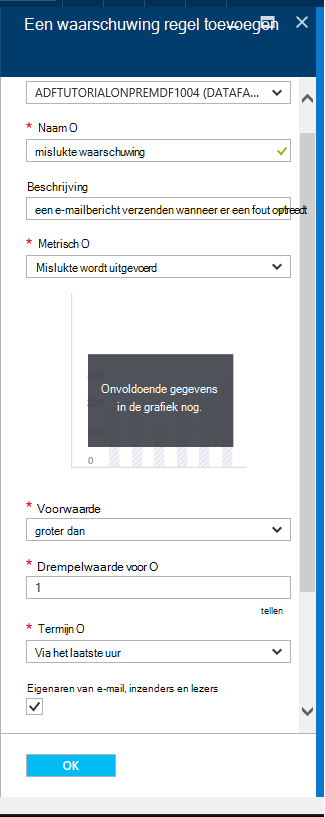 Een waarschuwing regel toevoegen
ADFTUTORIALONPREMDF1004 (DATAFA...
* Naam O
mislukte waarschuwing
Beschrijving
een e-mailbericht verzenden wanneer er een fout optreedt
* Metrisch O
Mislukte wordt uitgevoerd
Onvoldoende gegevens
in de grafiek nog.
0
* Voorwaarde
groter dan
* Drempelwaarde voor O
1
tellen
* Termijn O
Via het laatste uur
Eigenaren van e-mail, inzenders en lezers
OK